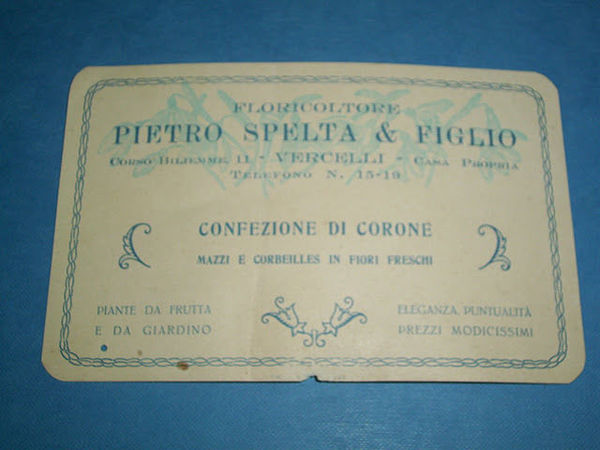 FLORICOLTORE
PIETRO SPELTA & FIGLIO
CORSO BILIEMME, 11 - VERCELLI - CASA PROPRIA
TELEFONO N. 15-19
CONFEZIONE DI CORONE
MAZZI E CORBEILLES IN FIORI FRESCHI
PIANTE DA FRUTTA
E DA GIARDINO
ELEGANZA, PUNTUALITÀ
PREZZI MODICISSIMI